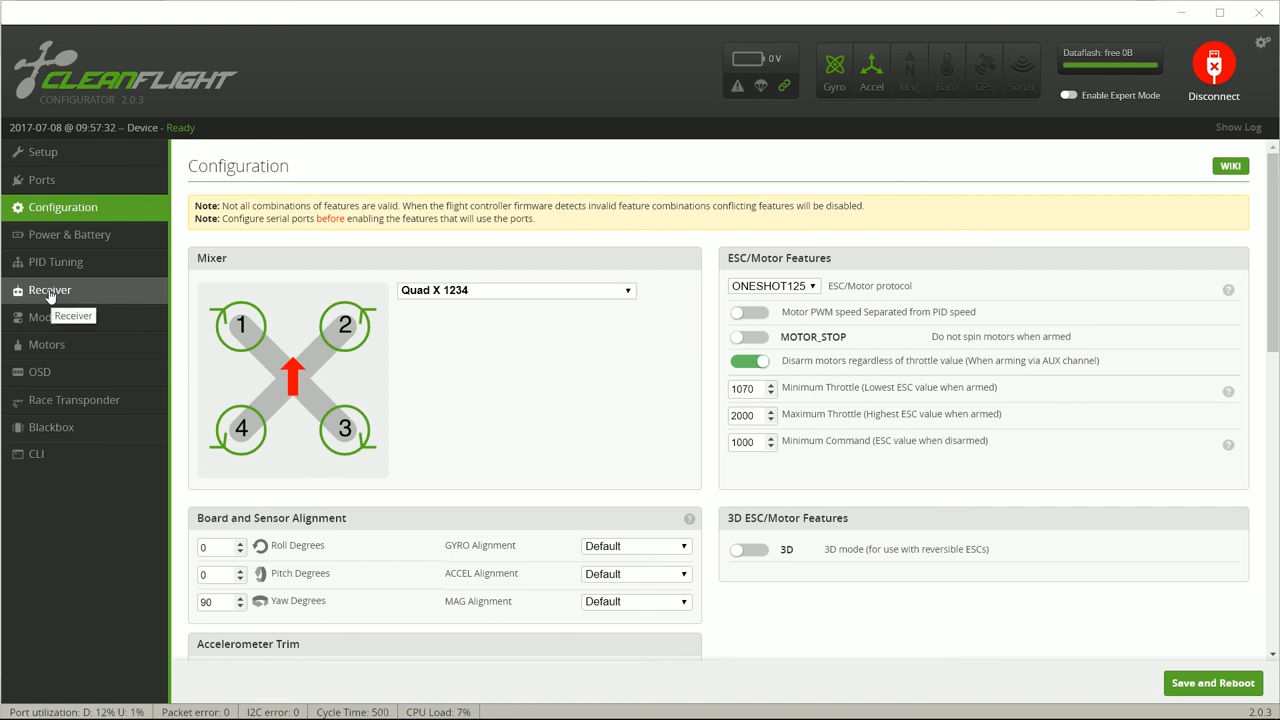 CLEANFLIGHT
CONFIGURATOR 2.0.3
0 V
Gyro
Accel
Mag
Baro
GPS
Sonar
Dataflash: free 0B
Enable Expert Mode
Disconnect
2017-07-08 @ 09:57:32 -- Device - Ready
Show Log
Setup
Ports
Configuration
Power & Battery
PID Tuning
Receiver
Receiver
Motors
OSD
Race Transponder
Blackbox
CLI
Configuration
WIKI
Note: Not all combinations of features are valid. When the flight controller firmware detects invalid feature combinations conflicting features will be disabled.
Note: Configure serial ports before enabling the features that will use the ports.
Mixer
Quad X 1234
1
2
4
3
ESC/Motor Features
ONESHOT125 ESC/Motor protocol
Motor PWM speed Separated from PID speed
MOTOR_STOP Do not spin motors when armed
Disarm motors regardless of throttle value (When arming via AUX channel)
1070 Minimum Throttle (Lowest ESC value when armed)
2000 Maximum Throttle (Highest ESC value when armed)
1000 Minimum Command (ESC value when disarmed)
Board and Sensor Alignment
0 Roll Degrees GYRO Alignment Default
0 Pitch Degrees ACCEL Alignment Default
90 Yaw Degrees MAG Alignment Default
3D ESC/Motor Features
3D 3D mode (for use with reversible ESCs)
Accelerometer Trim
Save and Reboot
Port utilization: D: 12% U: 1% Packet error: 0 I2C error: 0 Cycle Time: 500 CPU Load: 7% 2.0.3